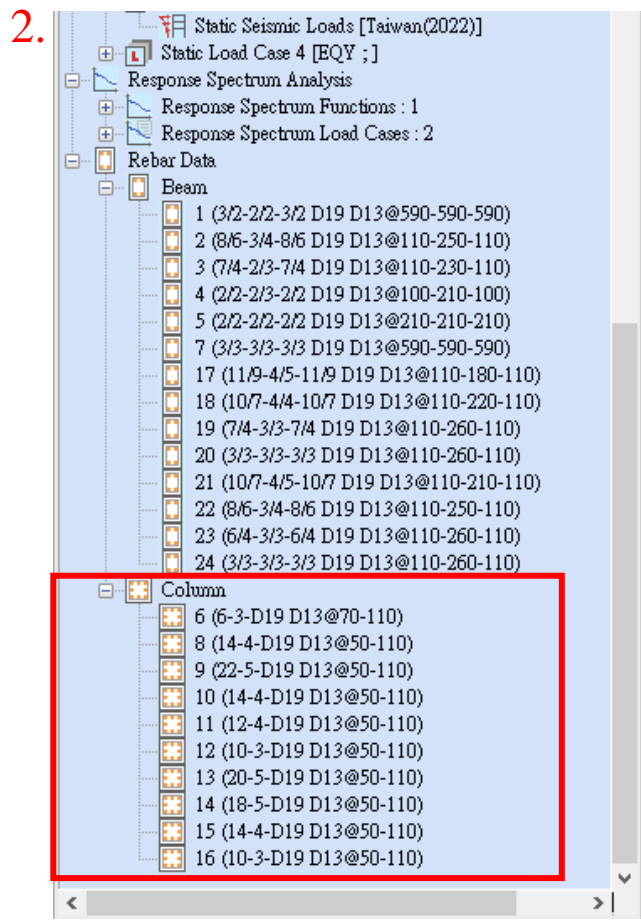 2.
Static Seismic Loads [Taiwan(2022)]
Static Load Case 4 [EQY ; ]
Response Spectrum Analysis
Response Spectrum Functions : 1
Response Spectrum Load Cases : 2
Rebar Data
Beam
1 (3/2-2/2-3/2 D19 D13@590-590-590)
2 (8/6-3/4-8/6 D19 D13@110-250-110)
3 (7/4-2/3-7/4 D19 D13@110-230-110)
4 (2/2-2/3-2/2 D19 D13@100-210-100)
5 (2/2-2/2-2/2 D19 D13@210-210-210)
7 (3/3-3/3-3/3 D19 D13@590-590-590)
17 (11/9-4/5-11/9 D19 D13@110-180-110)
18 (10/7-4/4-10/7 D19 D13@110-220-110)
19 (7/4-3/3-7/4 D19 D13@110-260-110)
20 (3/3-3/3-3/3 D19 D13@110-260-110)
21 (10/7-4/5-10/7 D19 D13@110-210-110)
22 (8/6-3/4-8/6 D19 D13@110-250-110)
23 (6/4-3/3-6/4 D19 D13@110-260-110)
24 (3/3-3/3-3/3 D19 D13@110-260-110)
Column
6 (6-3-D19 D13@70-110)
8 (14-4-D19 D13@50-110)
9 (22-5-D19 D13@50-110)
10 (14-4-D19 D13@50-110)
11 (12-4-D19 D13@50-110)
12 (10-3-D19 D13@50-110)
13 (20-5-D19 D13@50-110)
14 (18-5-D19 D13@50-110)
15 (14-4-D19 D13@50-110)
16 (10-3-D19 D13@50-110)